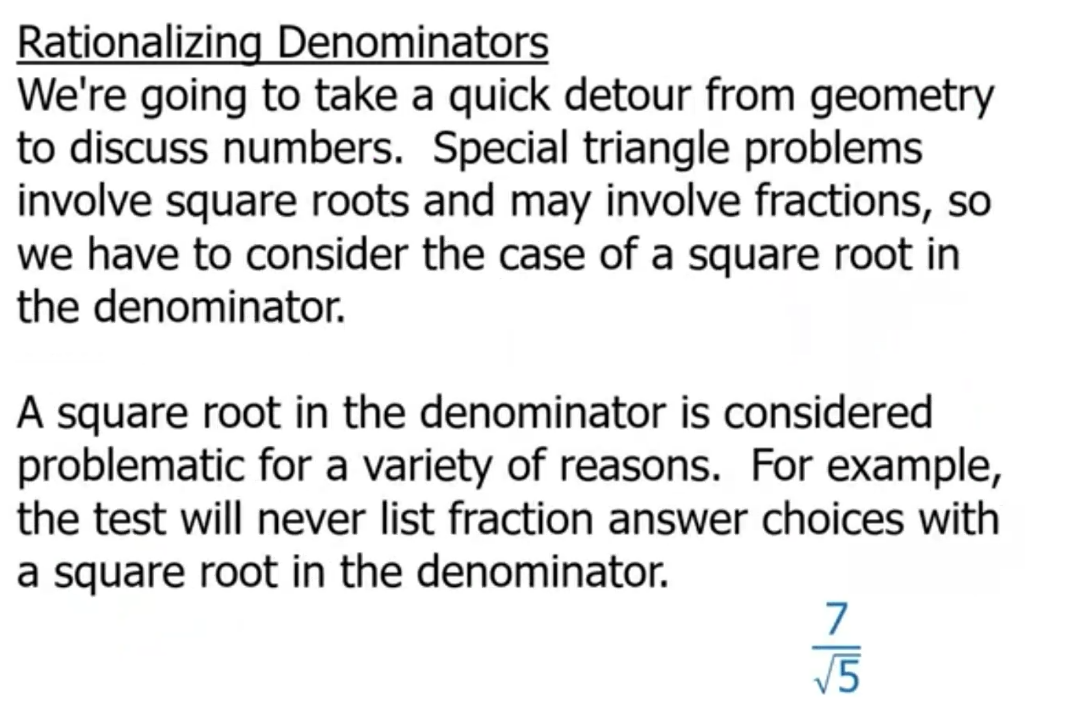 Rationalizing Denominators
We're going to take a quick detour from geometry
to discuss numbers.  Special triangle problems
involve square roots and may involve fractions, so
we have to consider the case of a square root in
the denominator.
A square root in the denominator is considered
problematic for a variety of reasons.  For example,
the test will never list fraction answer choices with
a square root in the denominator.
7
√5